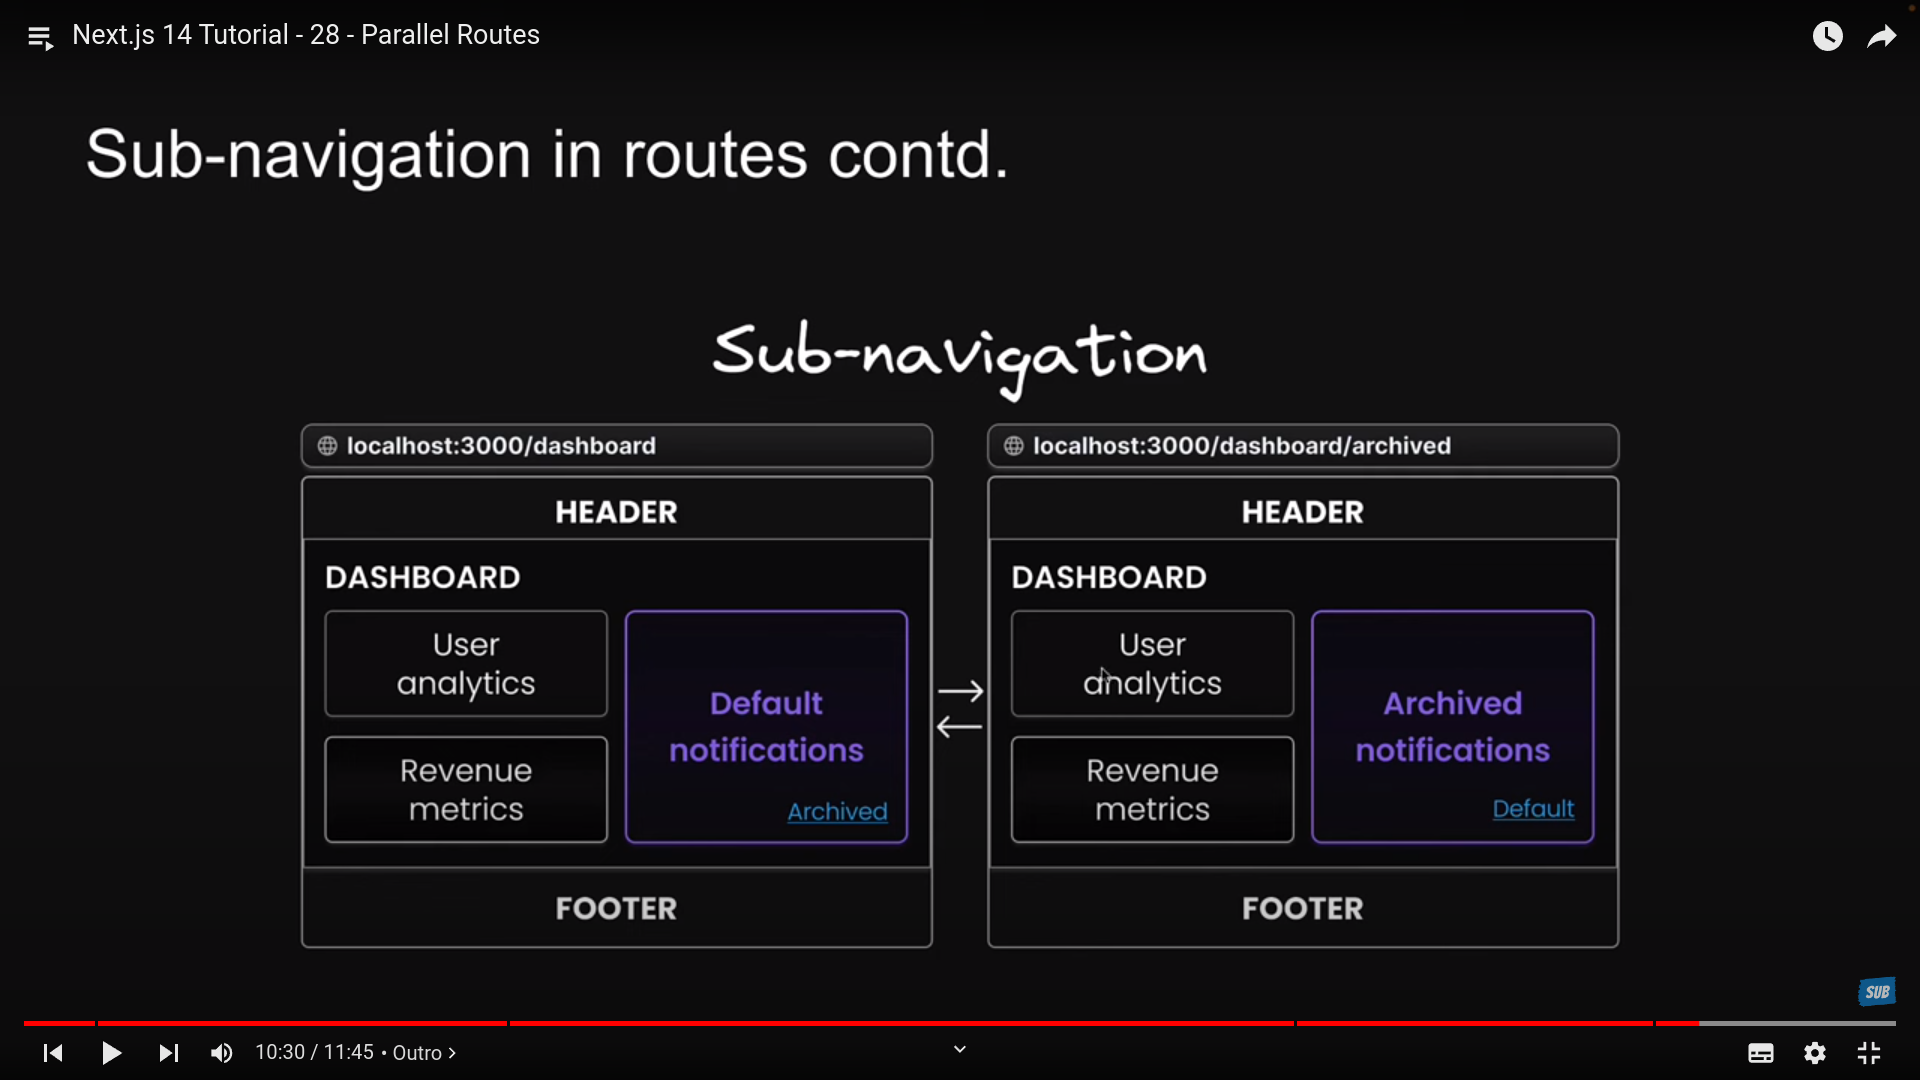 Next.js 14 Tutorial - 28 - Parallel Routes
Sub-navigation in routes contd.
Sub-navigation
localhost:3000/dashboard
HEADER
DASHBOARD
User
analytics
Revenue
metrics
Default
notifications
Archived
FOOTER
localhost:3000/dashboard/archived
HEADER
DASHBOARD
User
analytics
Revenue
metrics
Archived
notifications
Default
FOOTER
SUB
10:30 / 11:45 • Outro